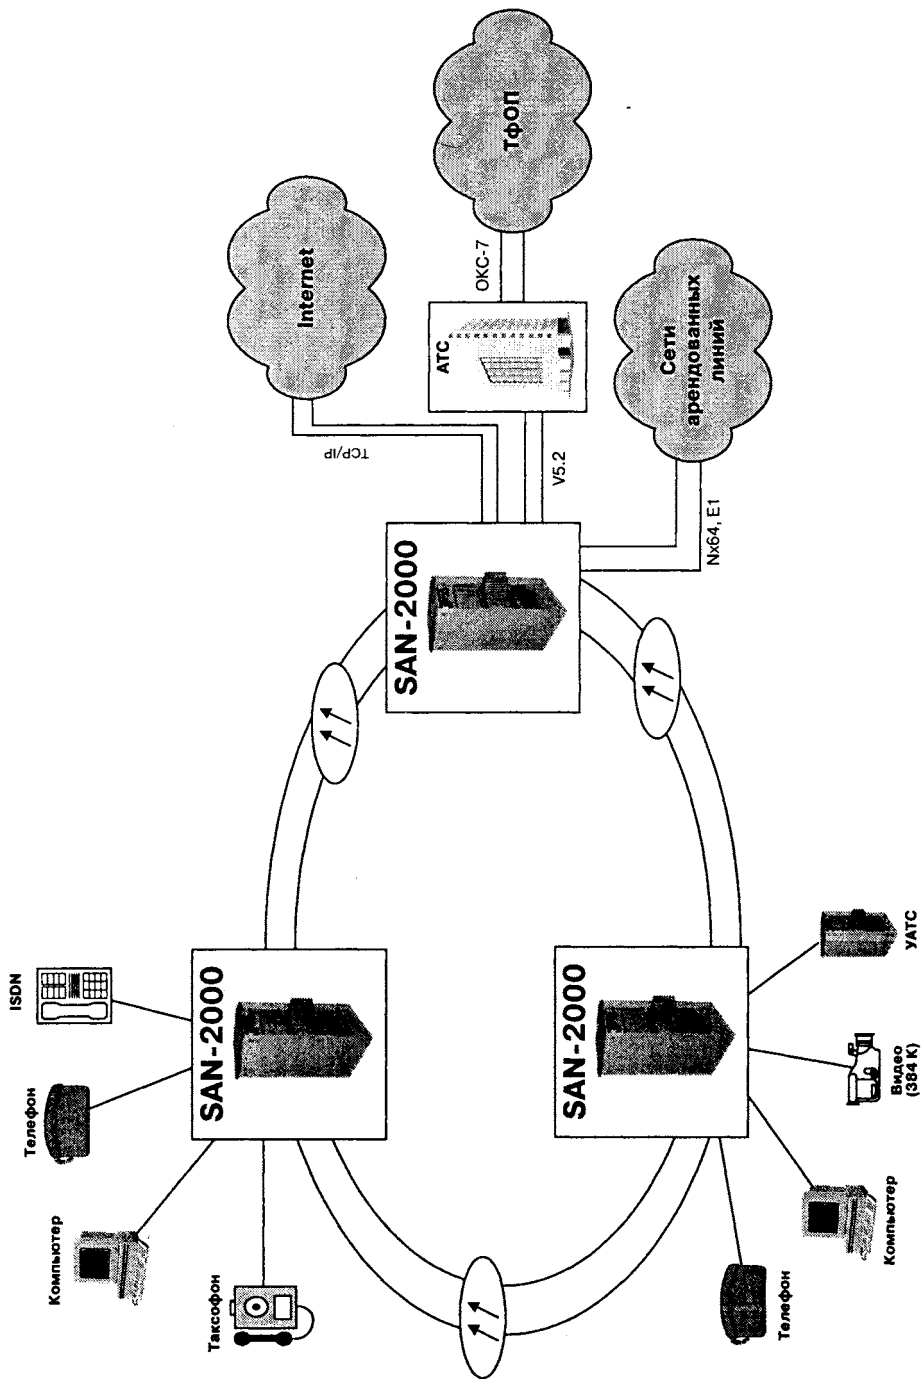 ISDN
Телефон
Компьютер
Таксофон
SAN-2000
Internet
TCP/IP
SAN-2000
АТС
ОКС-7
ТфОП
V5.2
Сети
арендованных
линий
Nx64, E1
SAN-2000
Телефон
Компьютер
Видео
(384 K)
УАТС